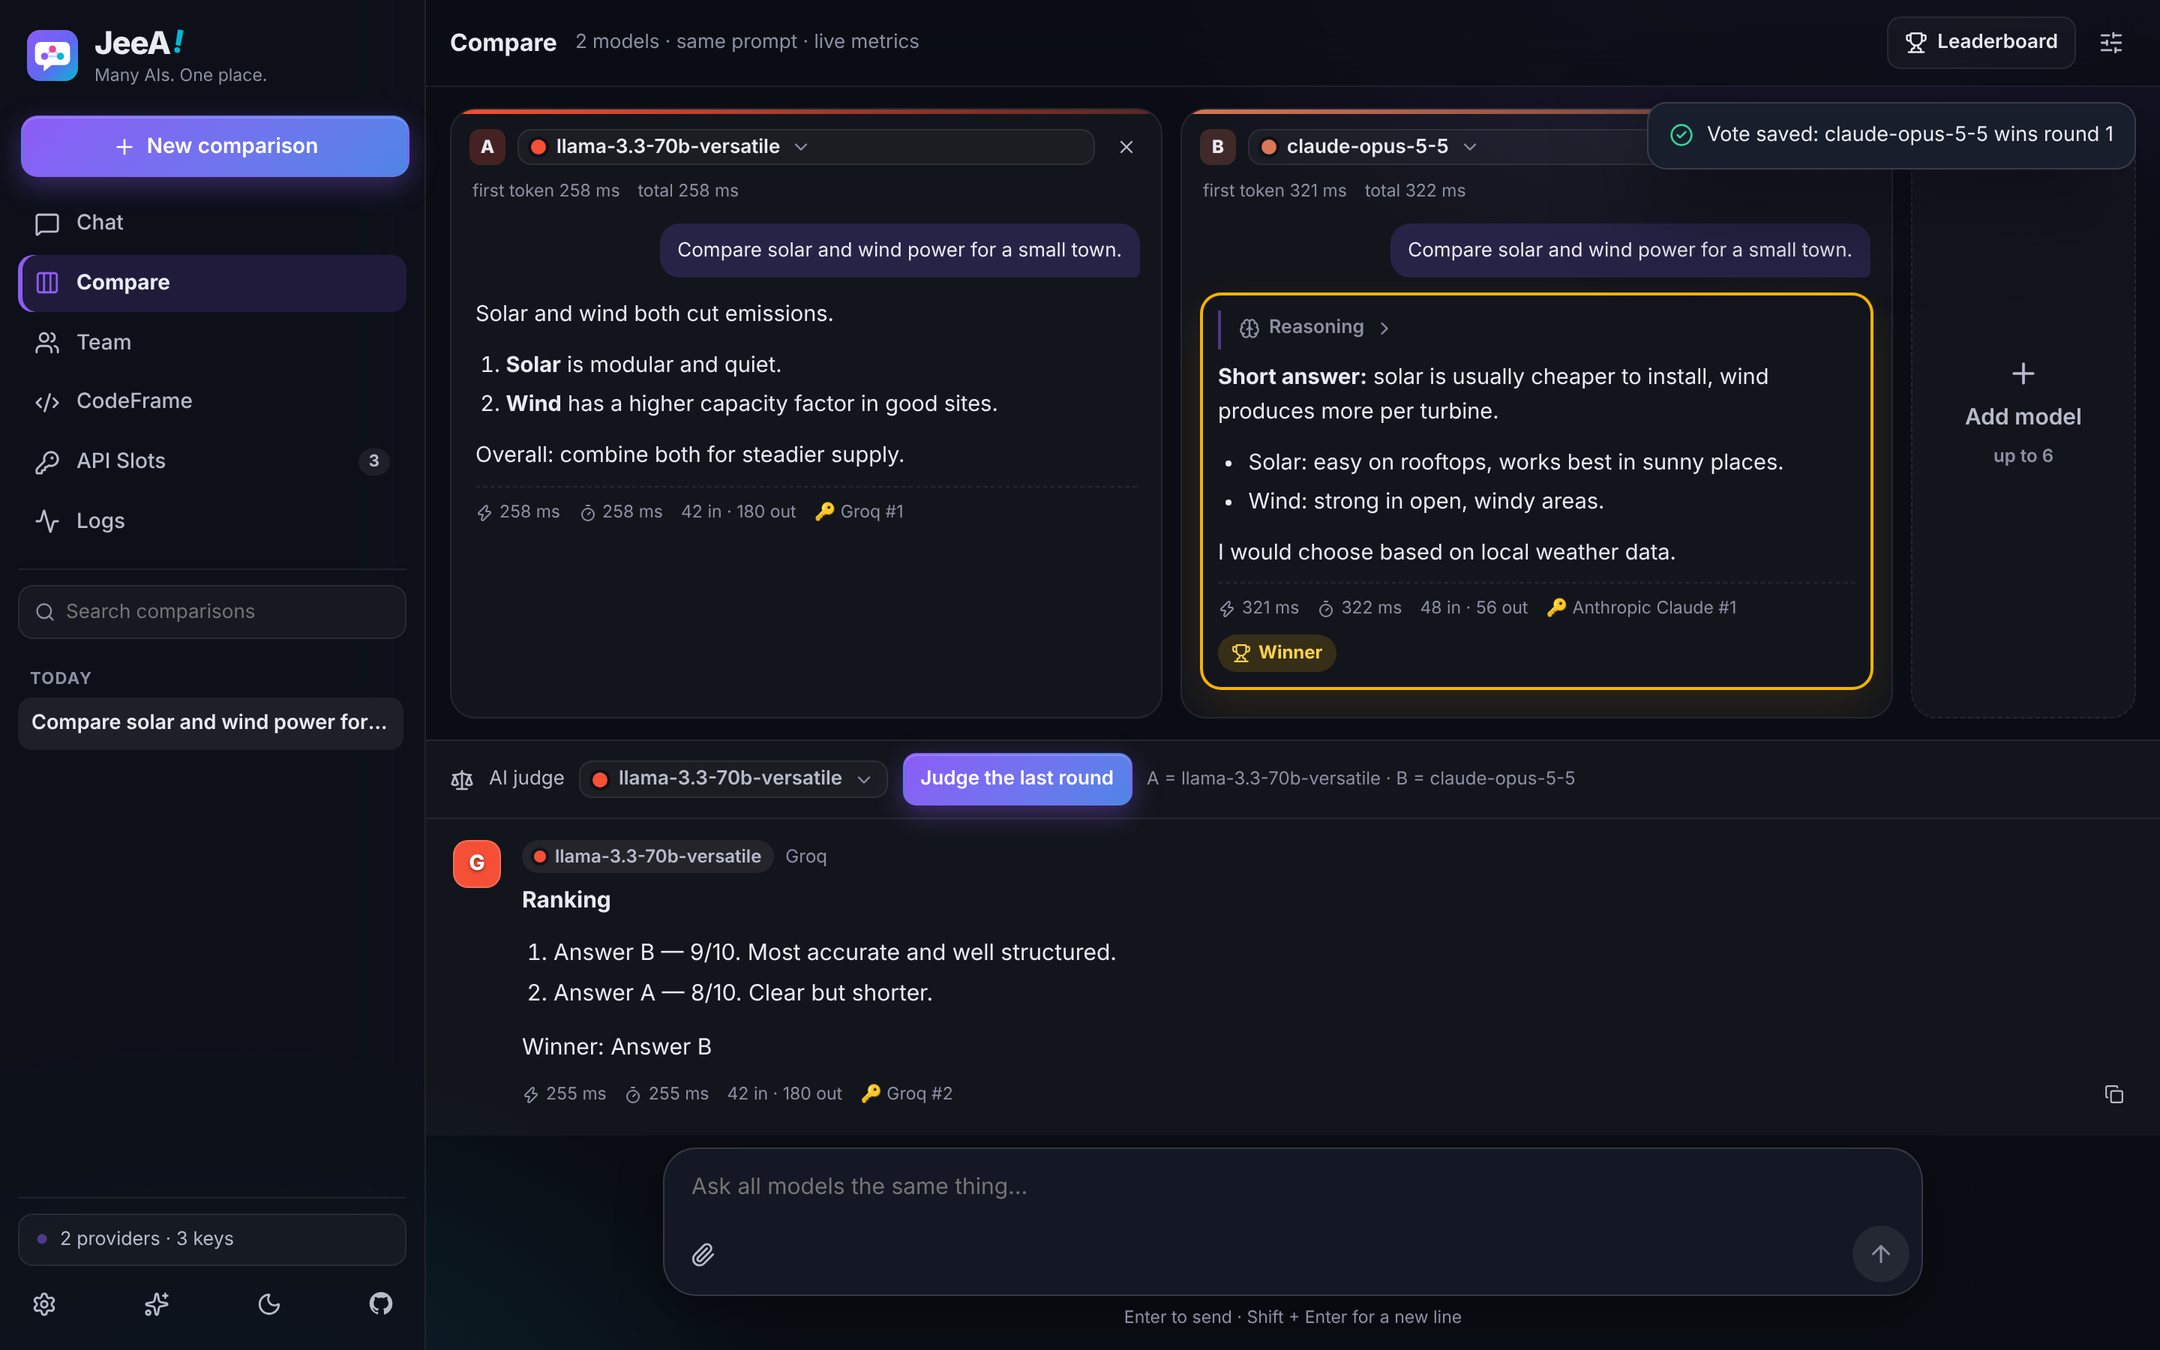 JeeA!
Many AIs. One place.
New comparison
Chat
Compare
Team
CodeFrame
API Slots 3
Logs
Search comparisons
TODAY
Compare solar and wind power for...
2 providers · 3 keys
Compare 2 models · same prompt · live metrics
Leaderboard
Vote saved: claude-opus-5-5 wins round 1
A llama-3.3-70b-versatile
first token 258 ms total 258 ms
Compare solar and wind power for a small town.
Solar and wind both cut emissions.
1. Solar is modular and quiet.
2. Wind has a higher capacity factor in good sites.
Overall: combine both for steadier supply.
258 ms 258 ms 42 in · 180 out 🔑 Groq #1
B claude-opus-5-5
first token 321 ms total 322 ms
Compare solar and wind power for a small town.
Reasoning
Short answer: solar is usually cheaper to install, wind
produces more per turbine.
• Solar: easy on rooftops, works best in sunny places.
• Wind: strong in open, windy areas.
I would choose based on local weather data.
321 ms 322 ms 48 in · 56 out 🔑 Anthropic Claude #1
Winner
Add model
up to 6
AI judge llama-3.3-70b-versatile Judge the last round A = llama-3.3-70b-versatile · B = claude-opus-5-5
G llama-3.3-70b-versatile Groq
Ranking
1. Answer B — 9/10. Most accurate and well structured.
2. Answer A — 8/10. Clear but shorter.
Winner: Answer B
255 ms 255 ms 42 in · 180 out 🔑 Groq #2
Ask all models the same thing...
Enter to send · Shift + Enter for a new line